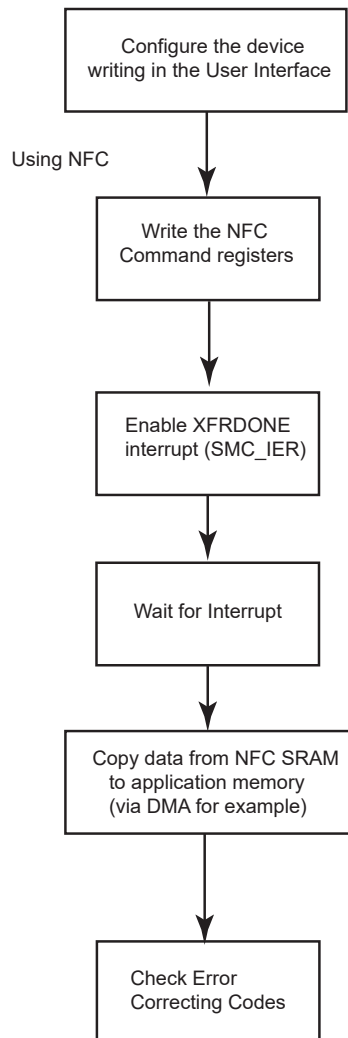 Configure the device
writing in the User Interface
Using NFC
Write the NFC
Command registers
Enable XFRDONE
interrupt (SMC_IER)
Wait for Interrupt
Copy data from NFC SRAM
to application memory
(via DMA for example)
Check Error
Correcting Codes